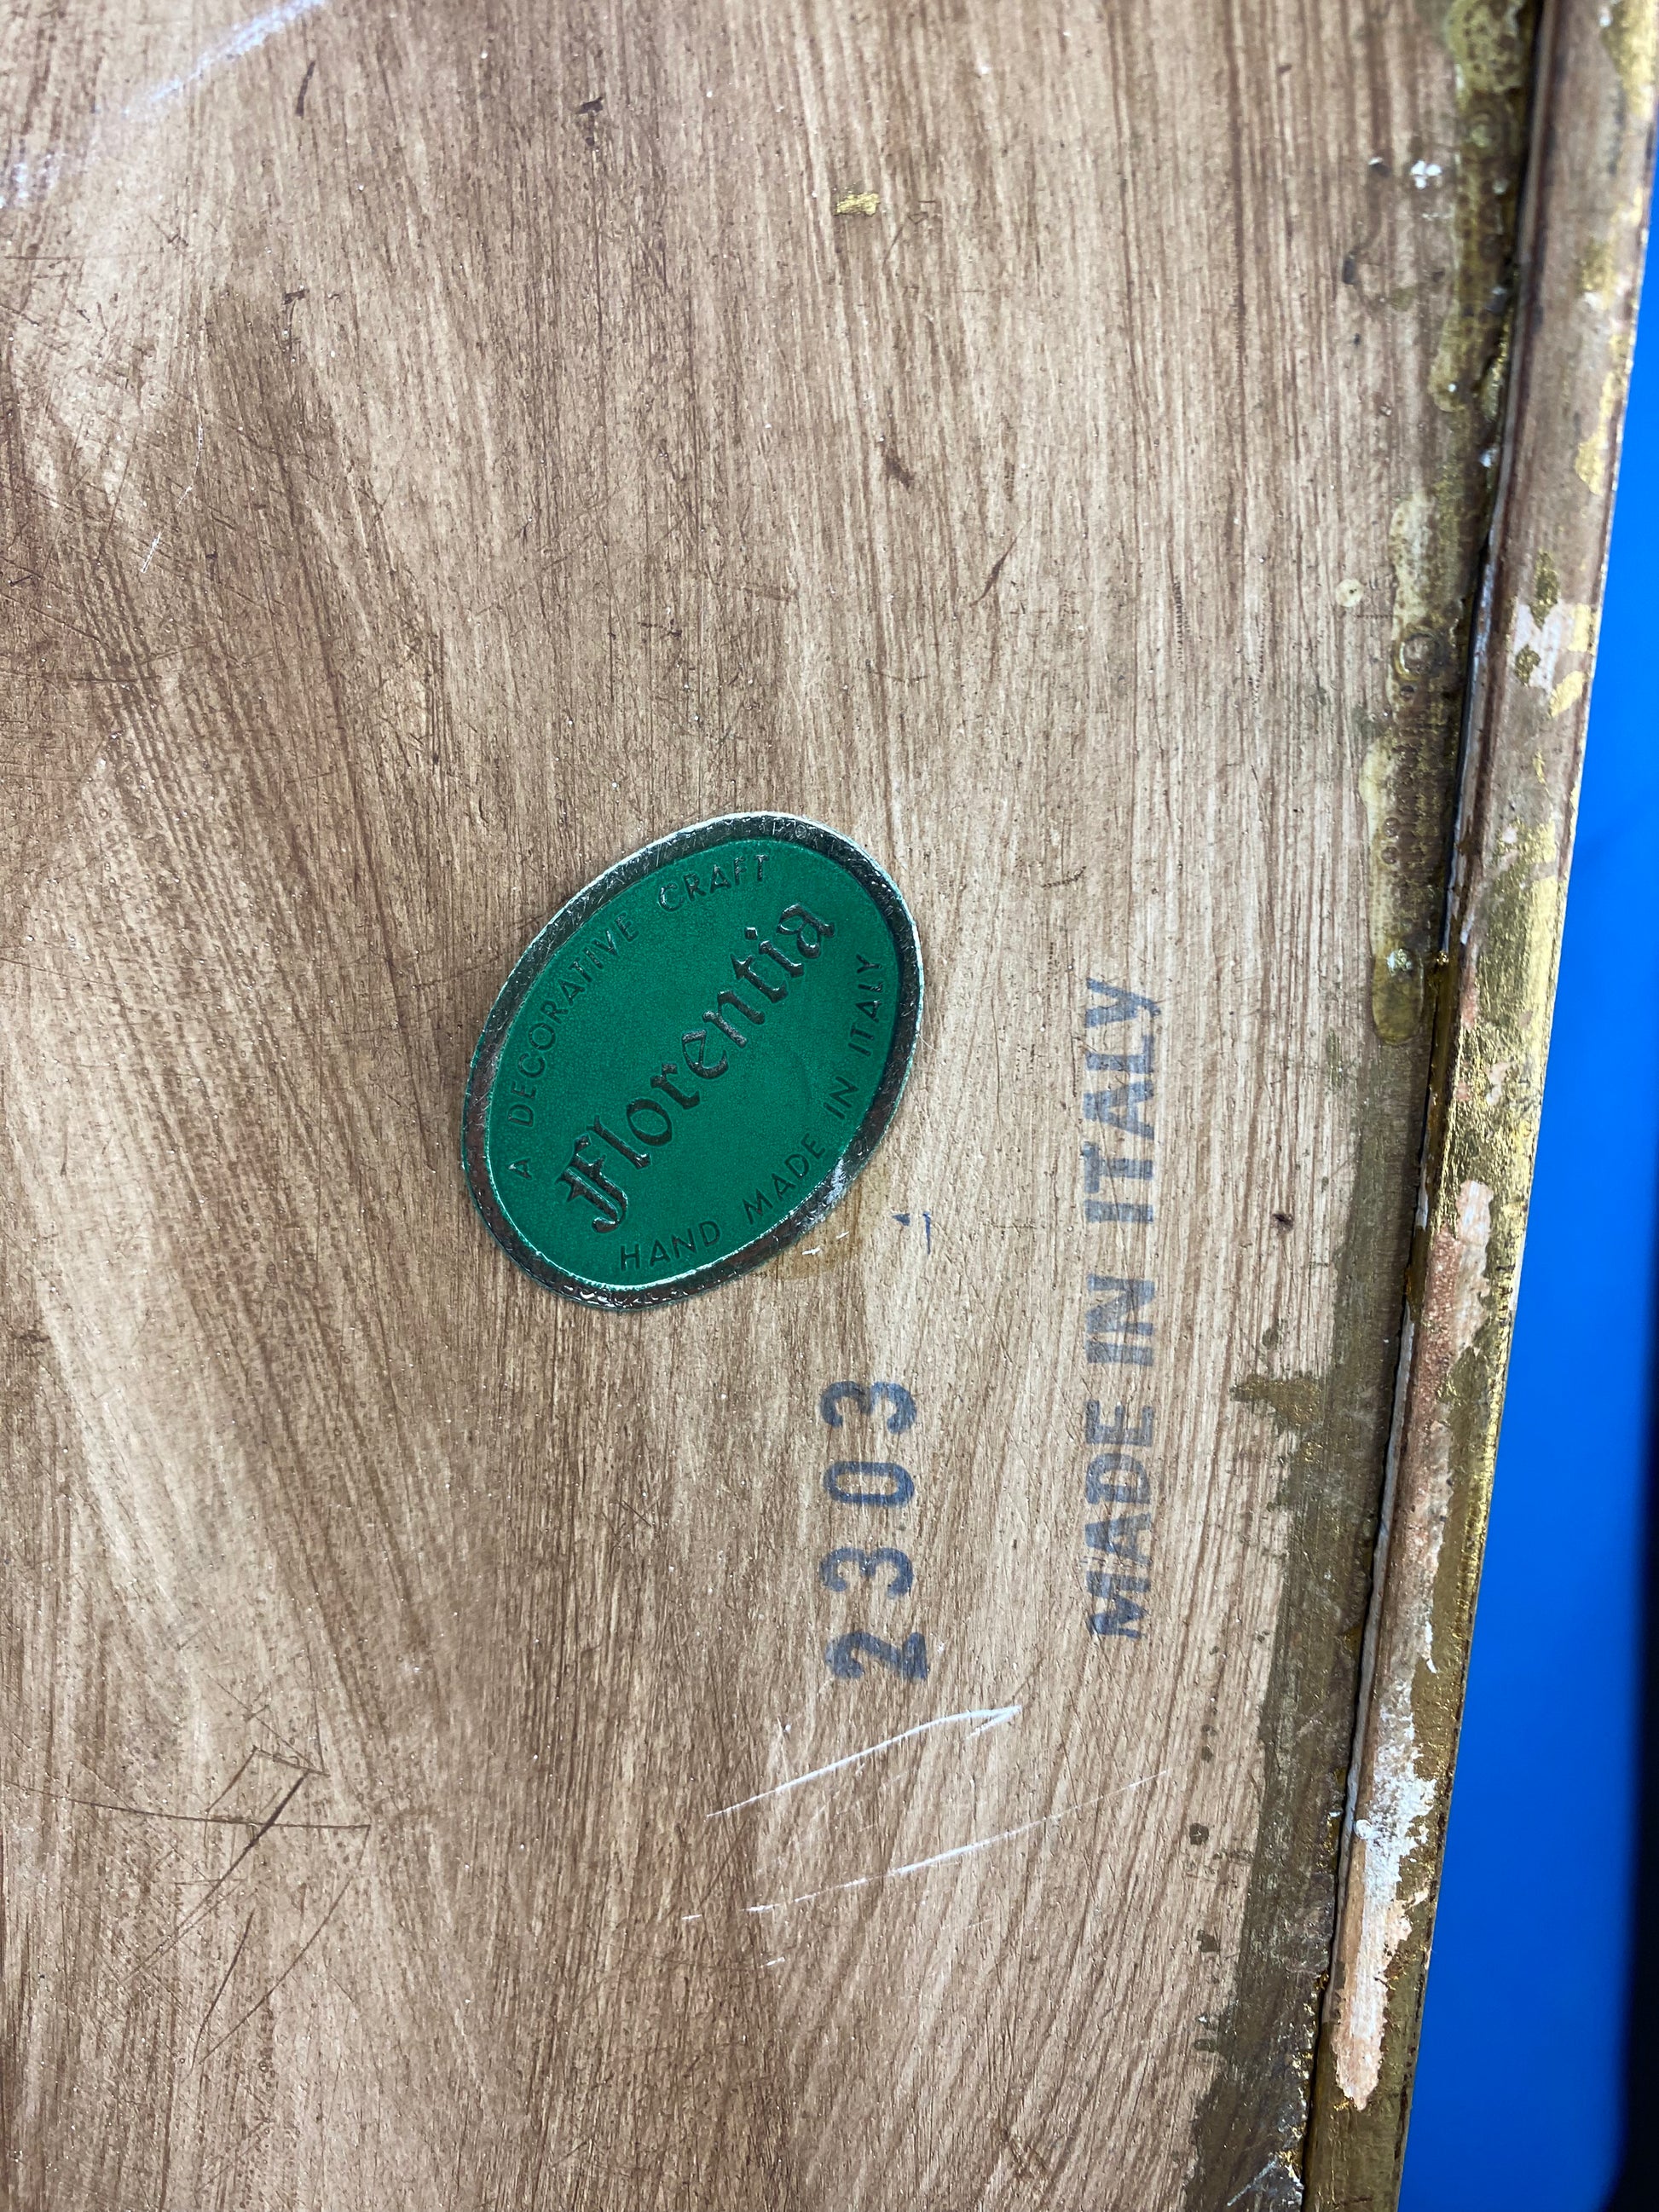 A DECORATIVE CRAFT
Florentia
HAND MADE IN ITALY
2303
MADE IN ITALY